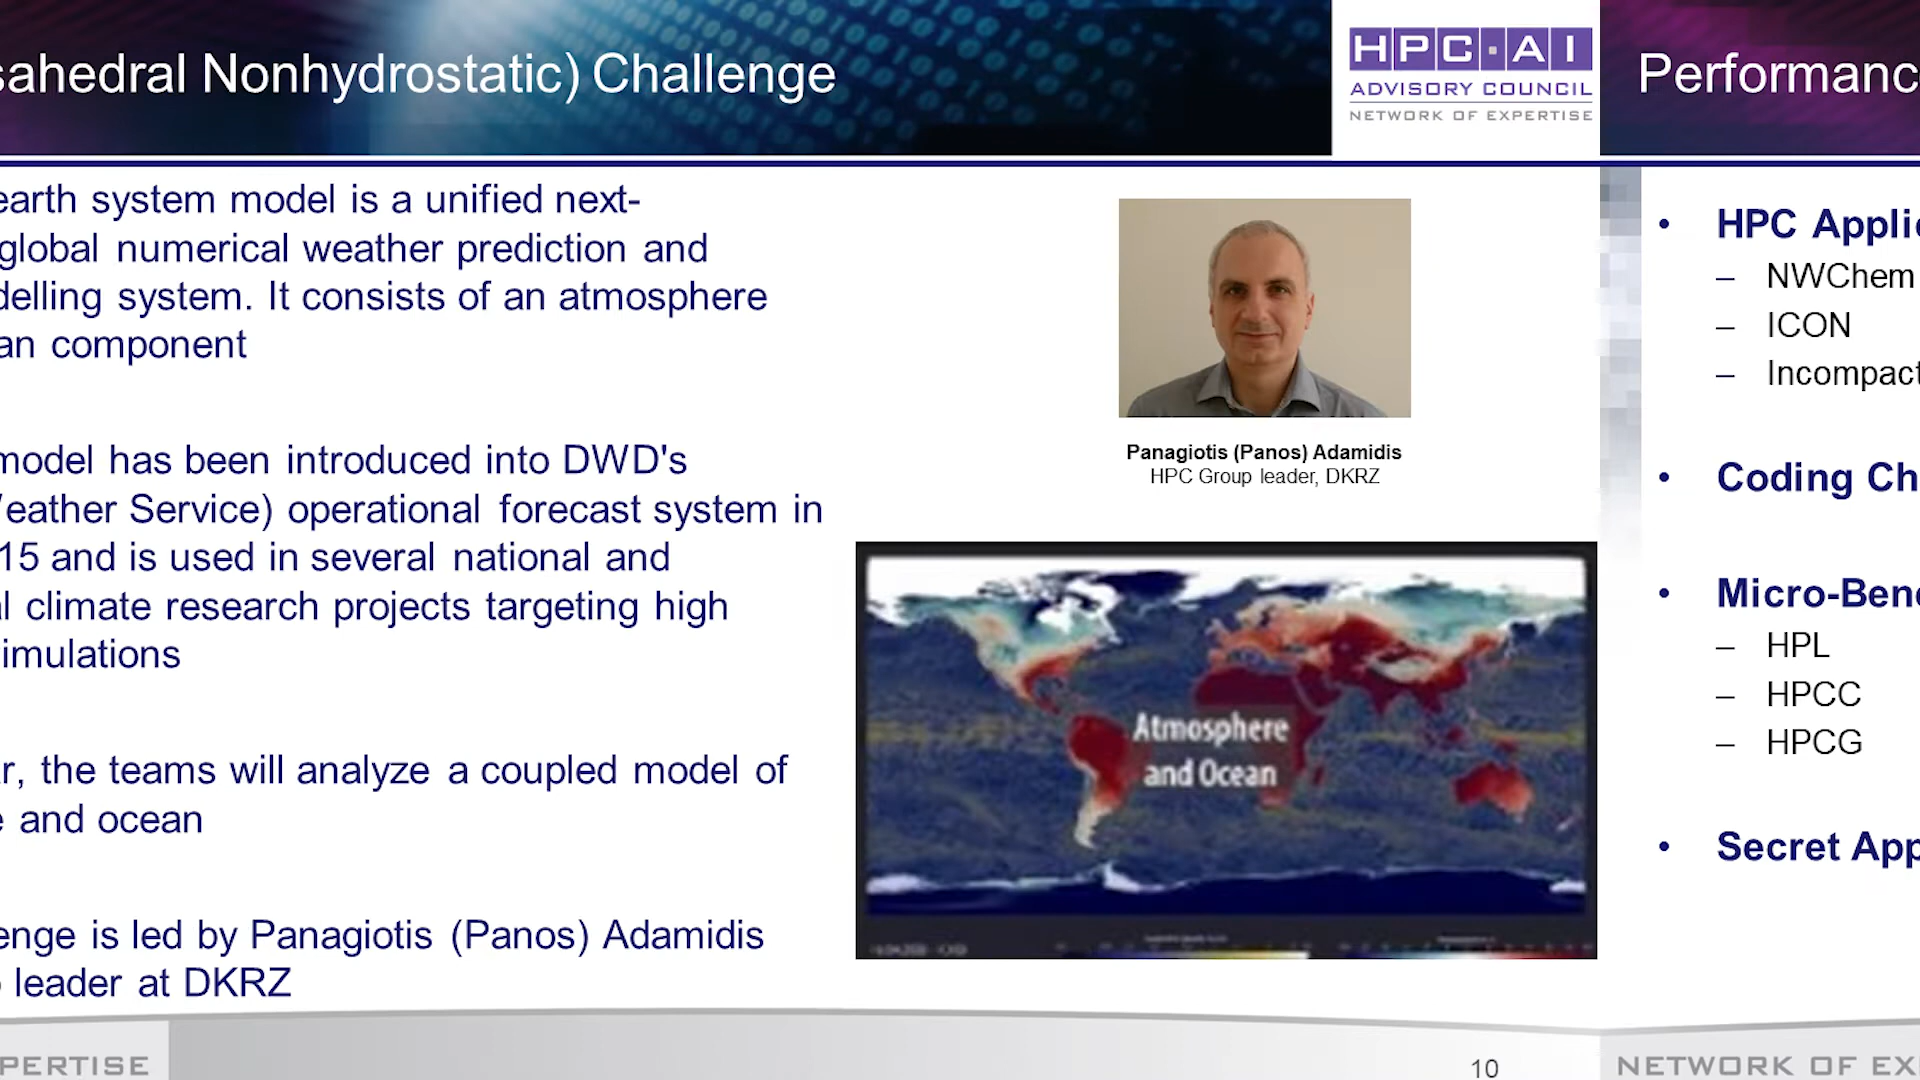 sahedral Nonhydrostatic) Challenge
HPC·AI
ADVISORY COUNCIL
NETWORK OF EXPERTISE
earth system model is a unified next-
global numerical weather prediction and
delling system. It consists of an atmosphere
an component
model has been introduced into DWD's
Weather Service) operational forecast system in
15 and is used in several national and
al climate research projects targeting high
imulations
r, the teams will analyze a coupled model of
e and ocean
enge is led by Panagiotis (Panos) Adamidis
leader at DKRZ
Panagiotis (Panos) Adamidis
HPC Group leader, DKRZ
Atmosphere
and Ocean
PERTISE
10
Performanc
• HPC Applic
– NWChem
– ICON
– Incompact
• Coding Ch
• Micro-Benc
– HPL
– HPCC
– HPCG
• Secret App
NETWORK OF EX